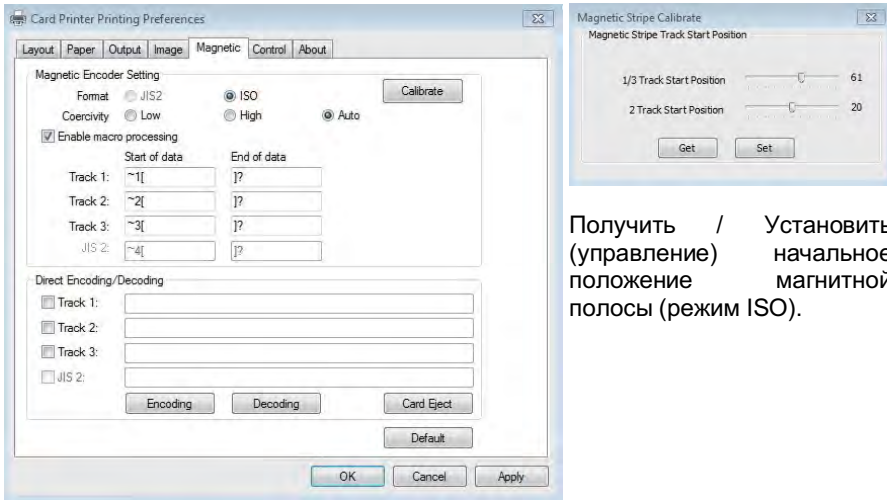 Card Printer Printing Preferences
Layout Paper Output Image Magnetic Control About
Magnetic Encoder Setting
Format JIS2 ISO Calibrate
Coercivity Low High Auto
Enable macro processing
Start of data End of data
Track 1: ~1[ ]?
Track 2: ~2[ ]?
Track 3: ~3[ ]?
JIS 2: ~4[ ]?
Direct Encoding/Decoding
Track 1:
Track 2:
Track 3:
JIS 2:
Encoding Decoding Card Eject
Default
OK Cancel Apply
Magnetic Stripe Calibrate
Magnetic Stripe Track Start Position
1/3 Track Start Position 61
2 Track Start Position 20
Get Set
Получить / Установить
(управление) начальное
положение магнитной
полосы (режим ISO).